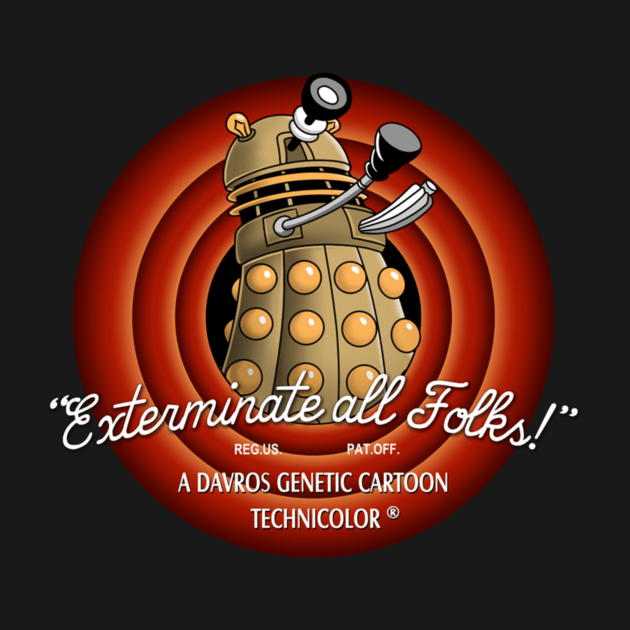 “Exterminate all Folks!”
REG.US. PAT.OFF.
A DAVROS GENETIC CARTOON
TECHNICOLOR ®